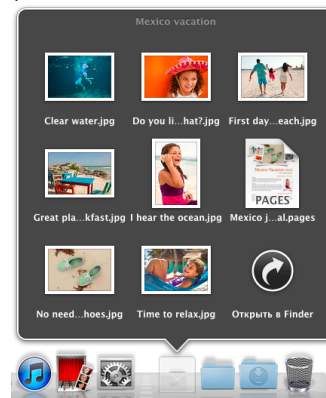 Mexico vacation
Clear water.jpg
Do you li...hat?.jpg
First day...each.jpg
Great pla...kfast.jpg
I hear the ocean.jpg
PAGES
Mexico j...al.pages
No need...hoes.jpg
Time to relax.jpg
Открыть в Finder